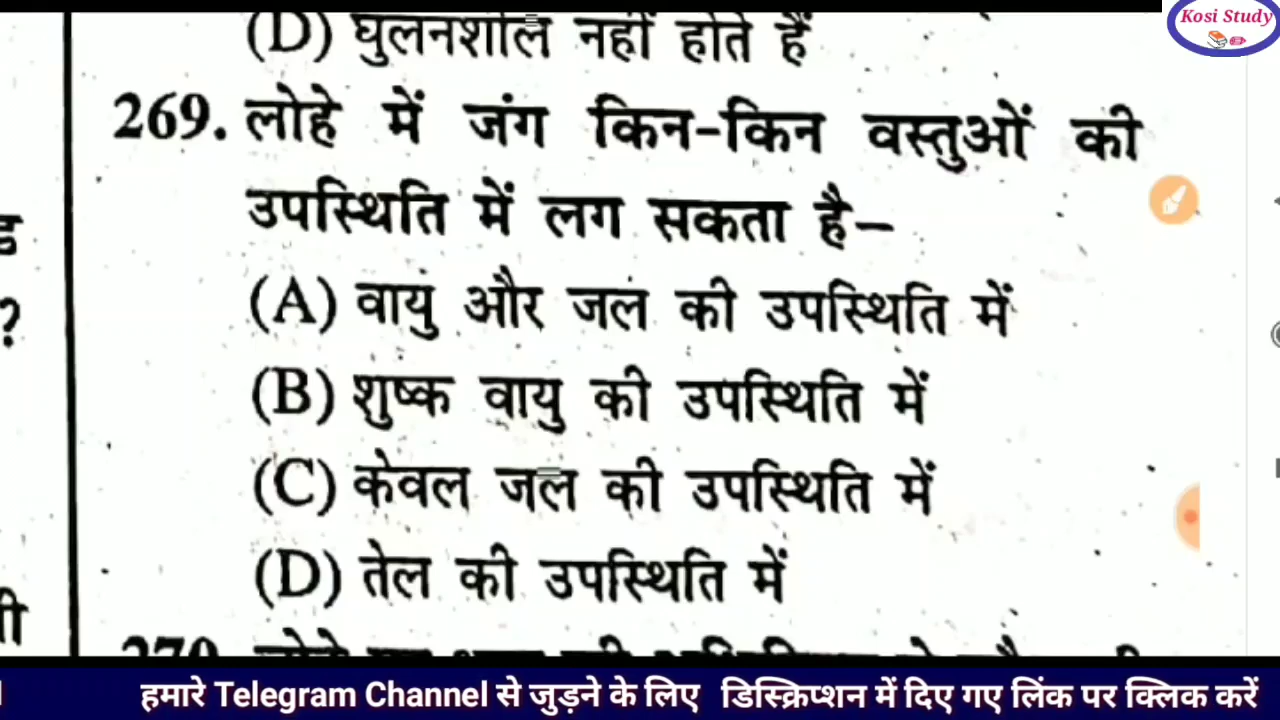 (D) घुलनशील नहीं होते हैं
Kosi Study
269. लोहे में जंग किन-किन वस्तुओं की
उपस्थिति में लग सकता है–
(A) वायु और जल की उपस्थिति में
(B) शुष्क वायु की उपस्थिति में
(C) केवल जल की उपस्थिति में
(D) तेल की उपस्थिति में
?
270. लोहे
हमारे Telegram Channel से जुड़ने के लिए डिस्क्रिप्शन में दिए गए लिंक पर क्लिक करें